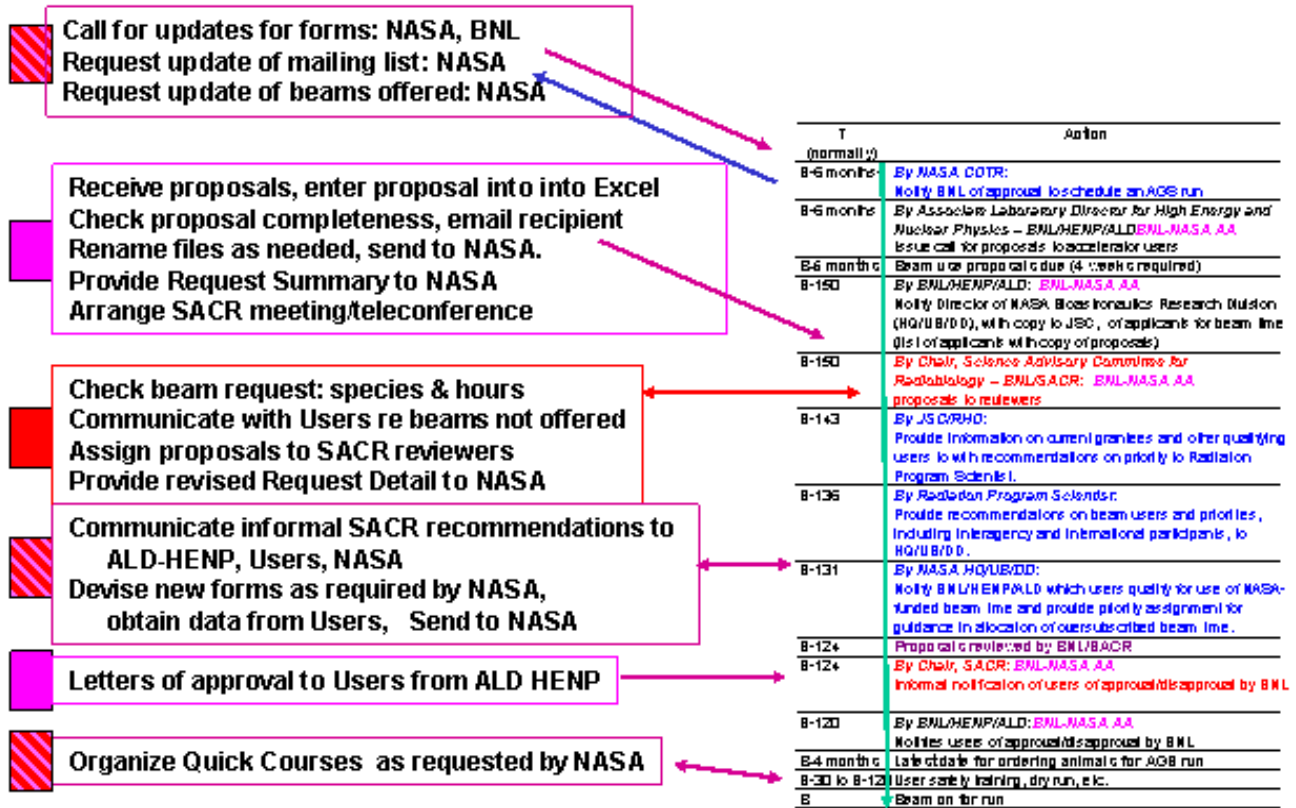 Call for updates for forms: NASA, BNL
Request update of mailing list: NASA
Request update of beams offered: NASA
Receive proposals, enter proposal into into Excel
Check proposal completeness, email recipient
Rename files as needed, send to NASA.
Provide Request Summary to NASA
Arrange SACR meeting/teleconference
Check beam request: species & hours
Communicate with Users re beams not offered
Assign proposals to SACR reviewers
Provide revised Request Detail to NASA
Communicate informal SACR recommendations to
ALD-HENP, Users, NASA
Devise new forms as required by NASA,
obtain data from Users, Send to NASA
Letters of approval to Users from ALD HENP
Organize Quick Courses as requested by NASA
T
(normally)
Action
B-6 months
By NASA COTR:
Notify BNL of approval to schedule an AGS run
B-6 months
By Associate Laboratory Director for High Energy and
Nuclear Physics – BNL/HENP/ALD BNL-NASA AA
Issue call for proposals to accelerator users
B-6 months
Beam use proposals due (4 weeks required)
B-150
By BNL/HENP/ALD: BNL-NASA AA
Notify Director of NASA Bioastronautics Research Division
(HQ/UB/DD), with copy to JSC, of applicants for beam time
(list of applicants with copy of proposals)
B-150
By Chair, Science Advisory Committee for
Radiobiology – BNL/SACR: BNL-NASA AA
proposals to reviewers
B-143
By JSC/RHO:
Provide information on current grantees and other qualifying
users to with recommendations on priority to Radiation
Program Scientist.
B-136
By Radiation Program Scientist:
Provide recommendations on beam users and priorities,
including interagency and international participants, to
HQ/UB/DD.
B-131
By NASA HQ/UB/DD:
Notify BNL/HENP/ALD which users qualify for use of NASA-
funded beam time and provide priority assignment for
guidance in allocation of oversubscribed beam time.
B-124
Proposals reviewed by BNL/SACR
B-124
By Chair, SACR: BNL-NASA AA
Informal notification of users of approval/disapproval by BNL
B-120
By BNL/HENP/ALD: BNL-NASA AA
Notifies users of approval/disapproval by BNL
B-4 months
Latest date for ordering animals for AGS run
B-30 to B-120
User safety training, dry run, etc.
B
Beam on for run